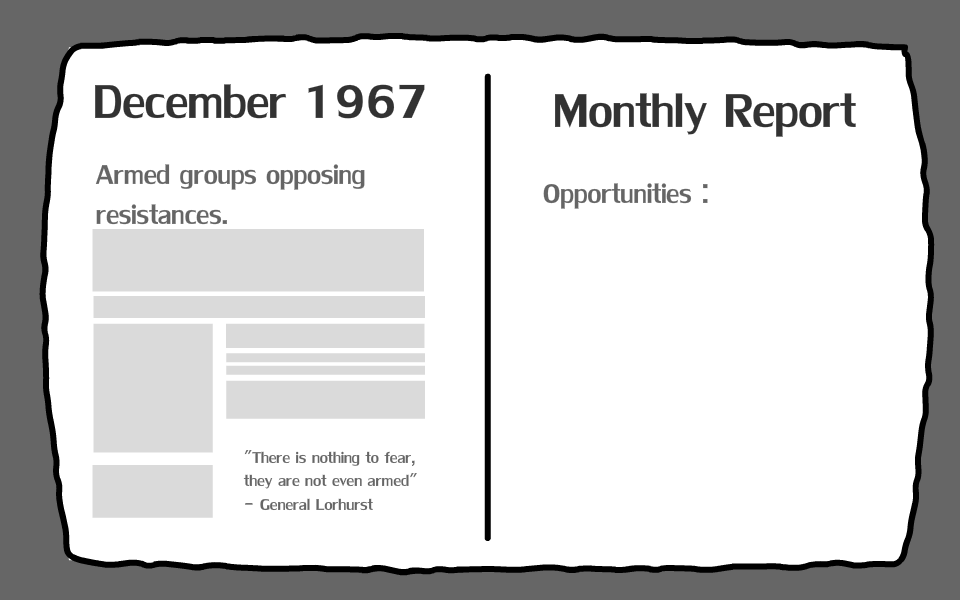 December 1967
Armed groups opposing
resistances.
"There is nothing to fear,
they are not even armed"
- General Lorhurst
Monthly Report
Opportunities :